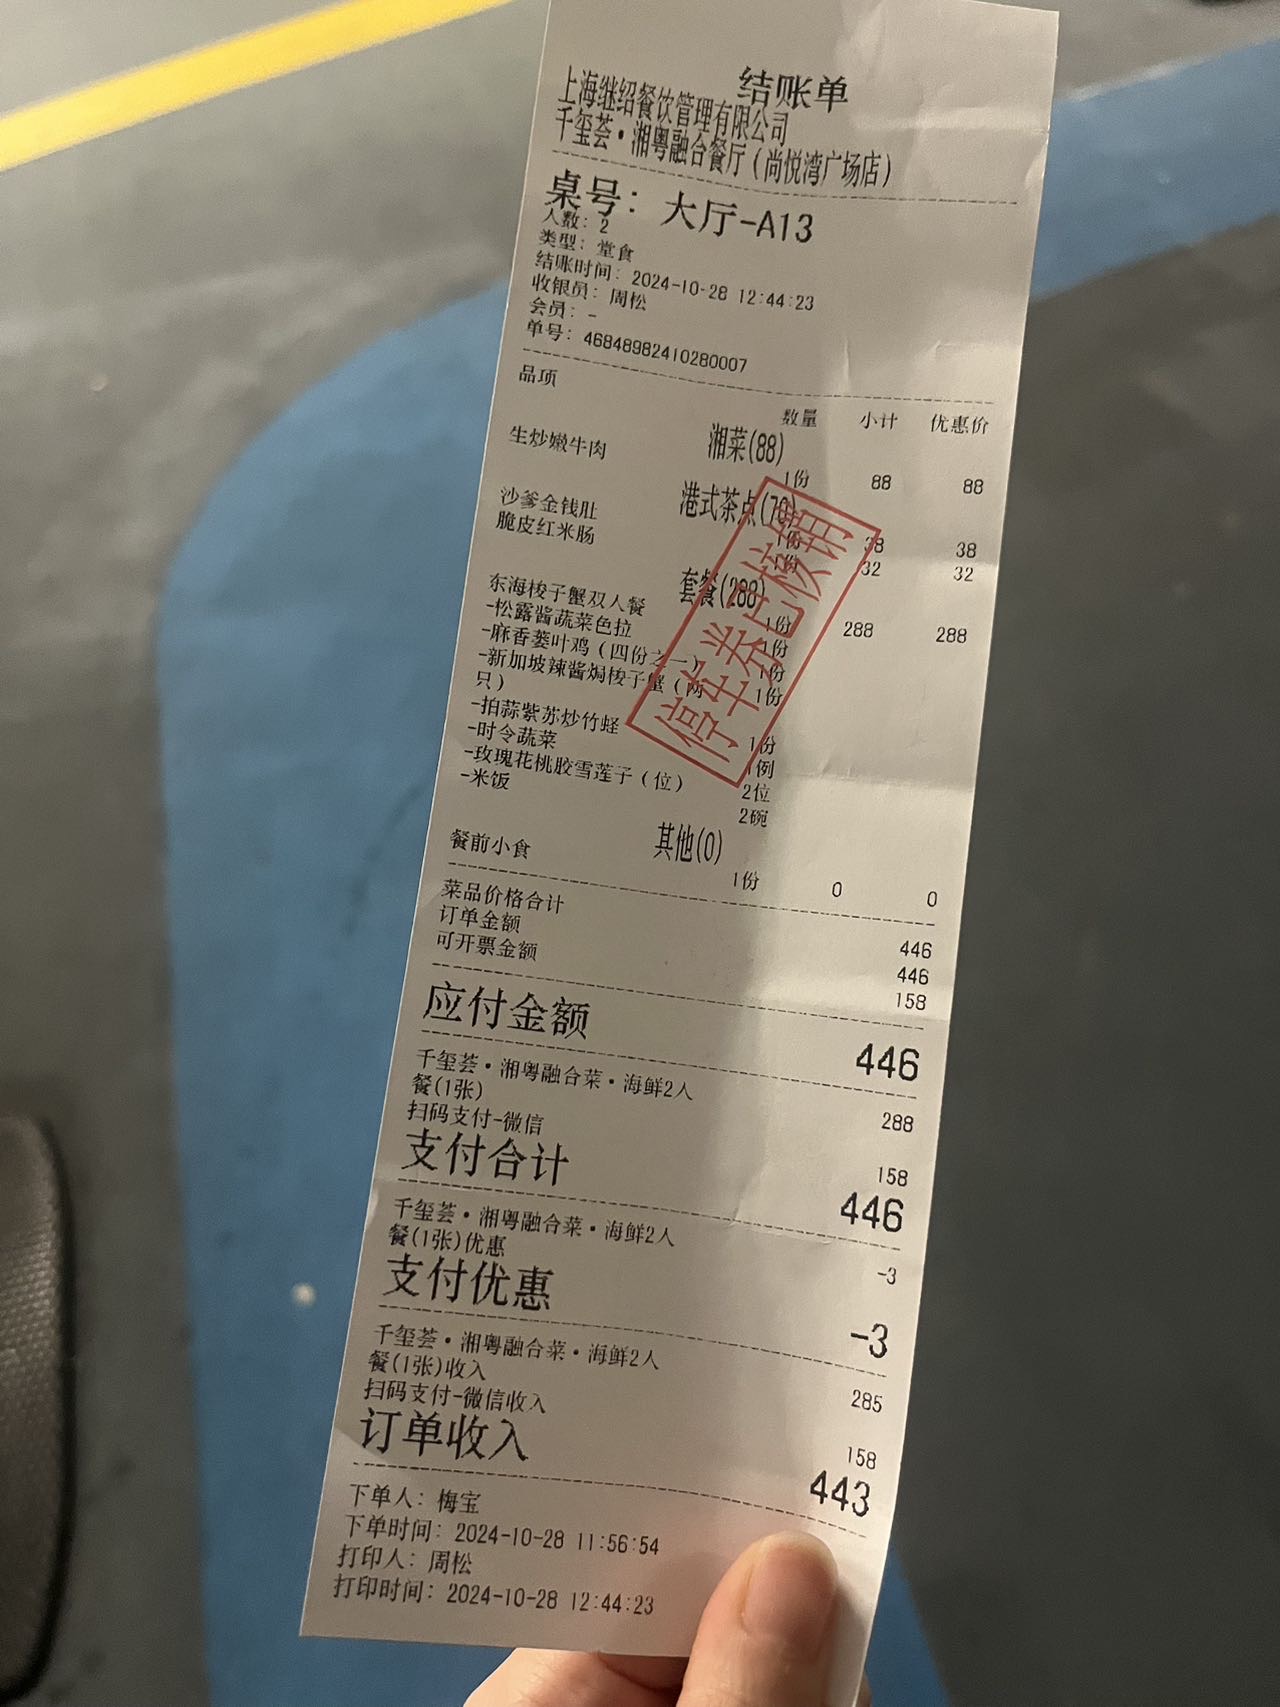 结账单
上海继绍餐饮管理有限公司
千玺荟·湘粤融合餐厅(尚悦湾广场店)
桌号: 大厅-A13
人数: 2
类型: 堂食
结账时间: 2024-10-28 12:44:23
收银员: 周松
会员: -
单号: 46848982410280007
品项 数量 小计 优惠价
湘菜(88)
生炒嫩牛肉 1份 88 88
港式茶点(70)
沙爹金钱肚 1份 38 38
脆皮红米肠 1份 32 32
套餐(288)
东海梭子蟹双人餐 1份 288 288
-松露酱蔬菜色拉 1份
-麻香蒌叶鸡(四份之一) 1份
-新加坡辣酱焗梭子蟹(两 1份
只)
-拍蒜紫苏炒竹蛏 1份
-时令蔬菜 1例
-玫瑰花桃胶雪莲子(位) 2位
-米饭 2碗
其他(0)
餐前小食 1份 0 0
菜品价格合计 446
订单金额 446
可开票金额 158
应付金额 446
千玺荟·湘粤融合菜·海鲜2人
餐(1张) 288
扫码支付-微信 158
支付合计 446
千玺荟·湘粤融合菜·海鲜2人
餐(1张)优惠 -3
支付优惠 -3
千玺荟·湘粤融合菜·海鲜2人
餐(1张)收入 285
扫码支付-微信收入 158
订单收入 443
下单人: 梅宝
下单时间: 2024-10-28 11:56:54
打印人: 周松
打印时间: 2024-10-28 12:44:23
停车券已核销